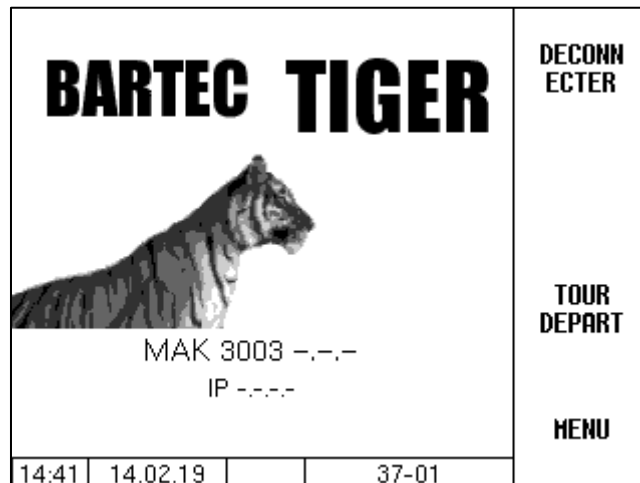 BARTEC TIGER
DECONN
ECTER
MAK 3003 -.-.-
IP -.-.-.-
TOUR
DEPART
MENU
14:41 14.02.19 37-01